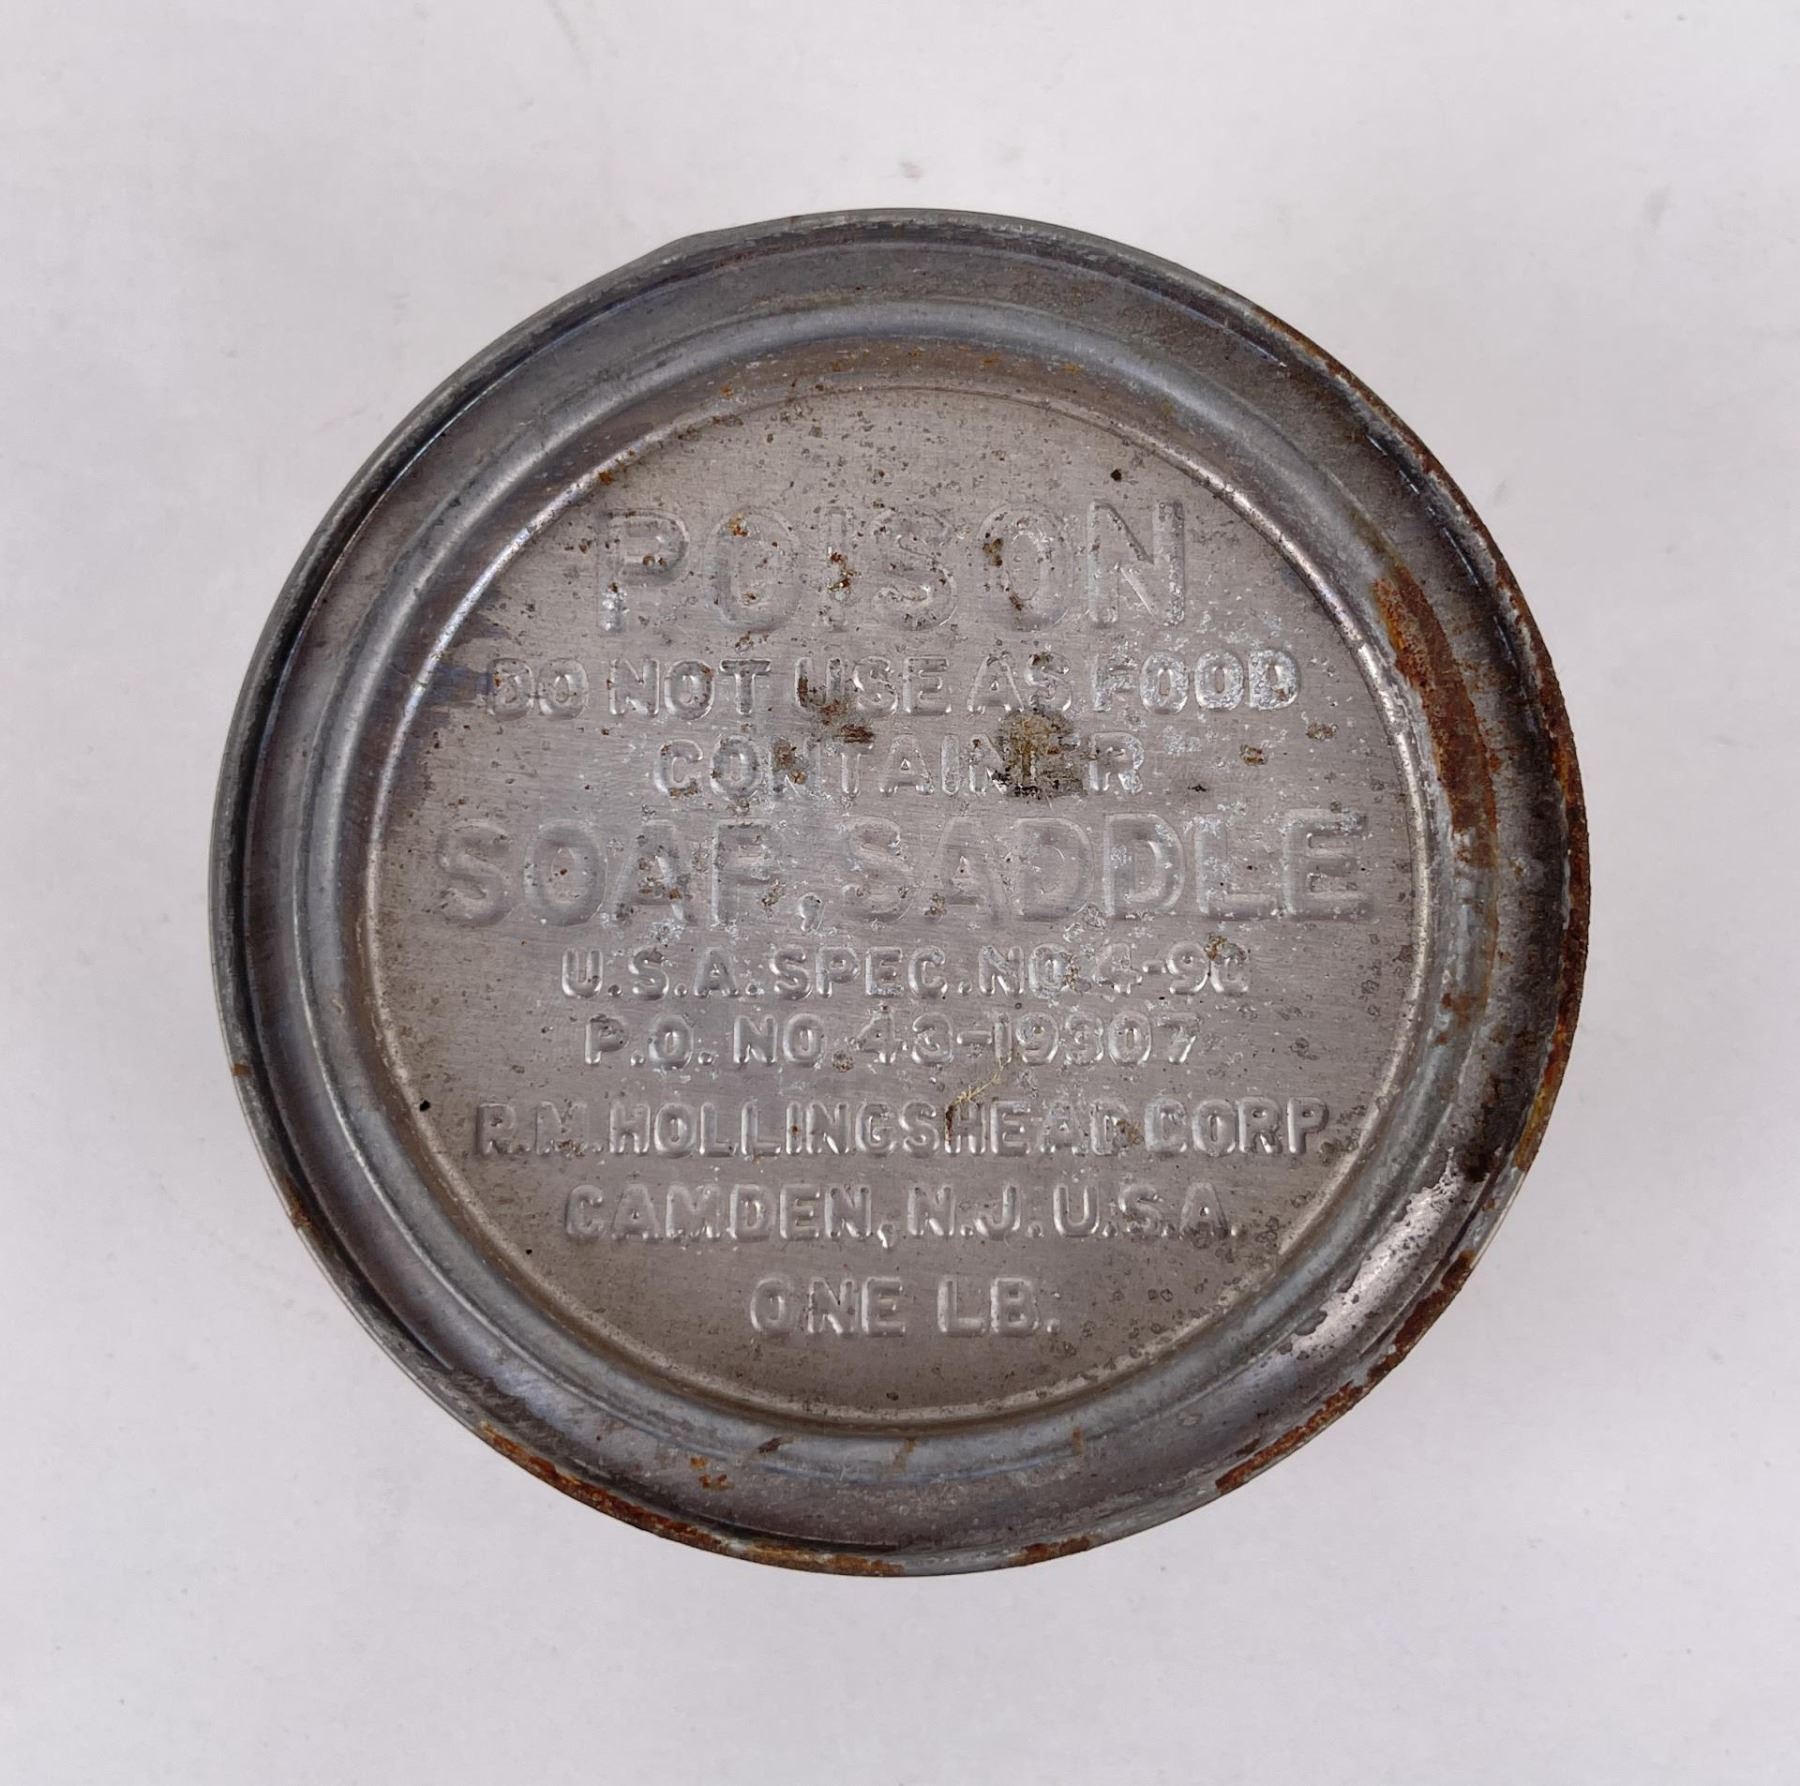 POISON
DO NOT USE AS FOOD
CONTAINER
SOAP, SADDLE
U.S.A. SPEC. NO. 4-9C
P.O. NO. 43-19307
R.M. HOLLINGSHEAD CORP.
CAMDEN, N.J. U.S.A.
ONE LB.